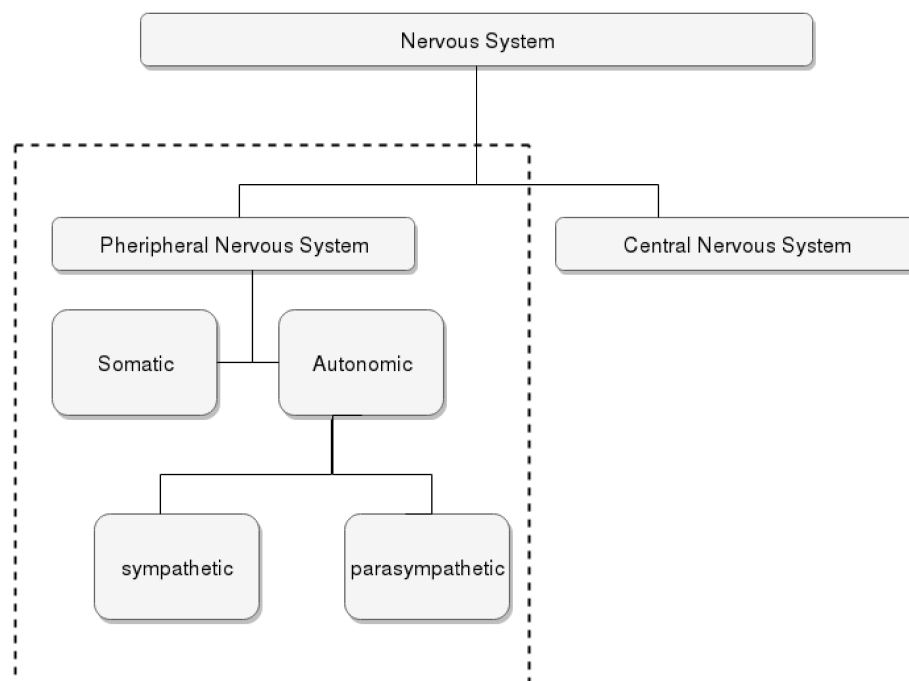 Nervous System
Pheripheral Nervous System
Central Nervous System
Somatic
Autonomic
sympathetic
parasympathetic